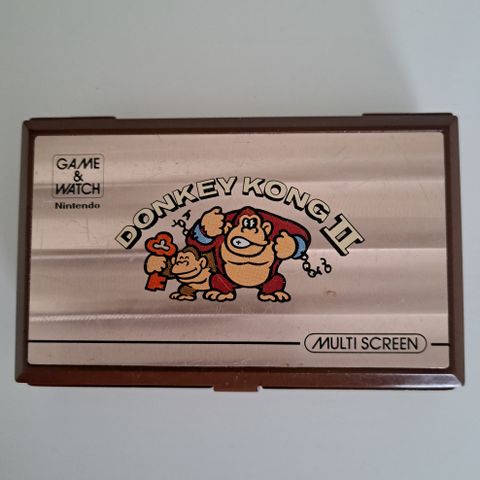 GAME
&
WATCH
Nintendo
DONKEY KONG II
MULTI SCREEN